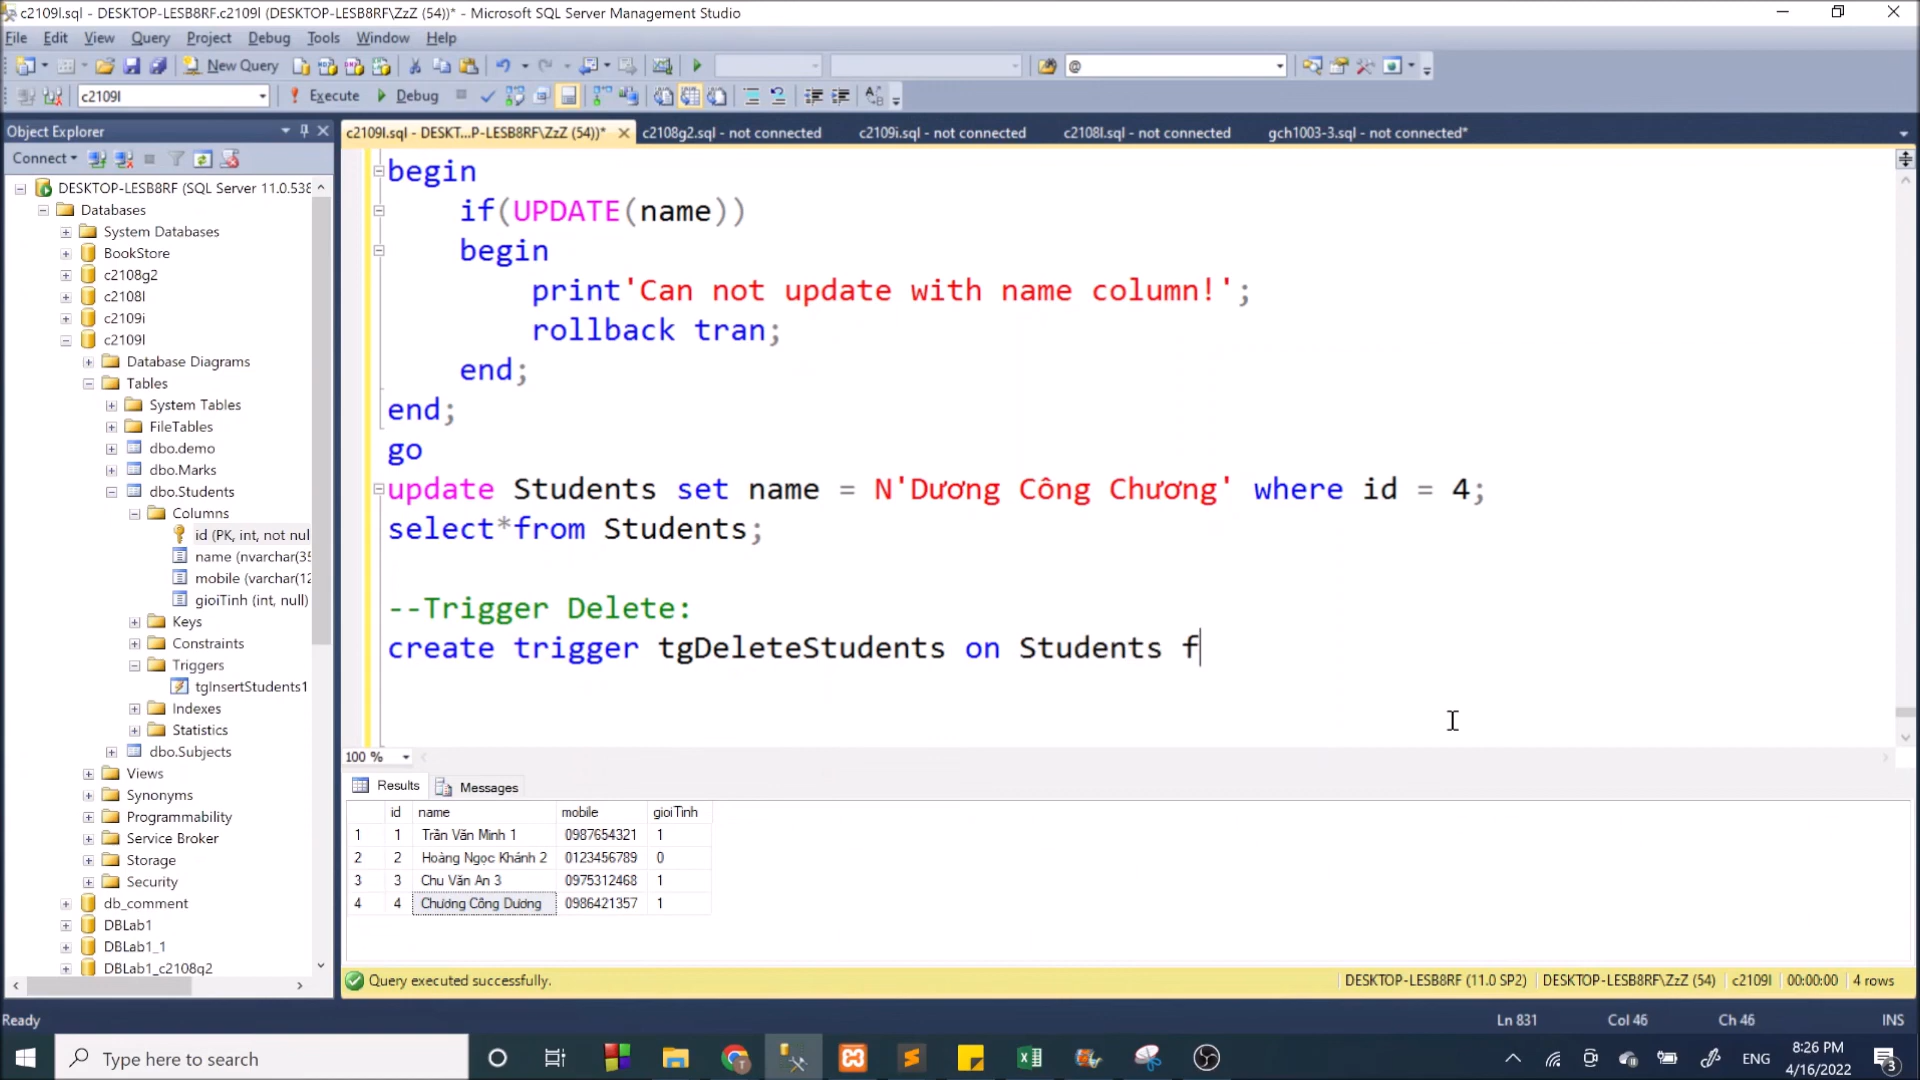 c2109l.sql - DESKTOP-LESB8RF.c2109l (DESKTOP-LESB8RF\ZzZ (54))* - Microsoft SQL Server Management Studio
File Edit View Query Project Debug Tools Window Help
New Query @
c2109l Execute Debug
Object Explorer
c2109l.sql - DESKT...P-LESB8RF\ZzZ (54))* c2108g2.sql - not connected c2109i.sql - not connected c2108l.sql - not connected gch1003-3.sql - not connected*
Connect
DESKTOP-LESB8RF (SQL Server 11.0.538
Databases
System Databases
BookStore
c2108g2
c2108l
c2109i
c2109l
Database Diagrams
Tables
System Tables
FileTables
dbo.demo
dbo.Marks
dbo.Students
Columns
id (PK, int, not nul
name (nvarchar(35
mobile (varchar(12
gioiTinh (int, null)
Keys
Constraints
Triggers
tgInsertStudents1
Indexes
Statistics
dbo.Subjects
Views
Synonyms
Programmability
Service Broker
Storage
Security
db_comment
DBLab1
DBLab1_1
DBLab1_c2108g2
begin
if(UPDATE(name))
begin
print'Can not update with name column!';
rollback tran;
end;
end;
go
update Students set name = N'Dương Công Chương' where id = 4;
select*from Students;
--Trigger Delete:
create trigger tgDeleteStudents on Students f
100 %
Results Messages
id name mobile gioiTinh
1 1 Trần Văn Minh 1 0987654321 1
2 2 Hoàng Ngọc Khánh 2 0123456789 0
3 3 Chu Văn An 3 0975312468 1
4 4 Chương Công Dương 0986421357 1
Query executed successfully. DESKTOP-LESB8RF (11.0 SP2) DESKTOP-LESB8RF\ZzZ (54) c2109l 00:00:00 4 rows
Ready Ln 831 Col 46 Ch 46 INS
Type here to search ENG 8:26 PM
4/16/2022 3